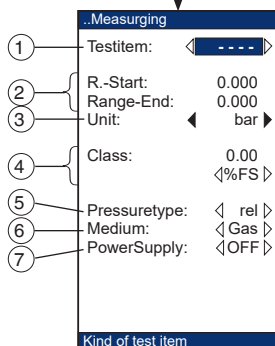 ..Measurging
1 Testitem: ----
2 R.-Start: 0.000
Range-End: 0.000
3 Unit: bar
4 Class: 0.00
%FS
5 Pressuretype: rel
6 Medium: Gas
7 PowerSupply: OFF
Kind of test item